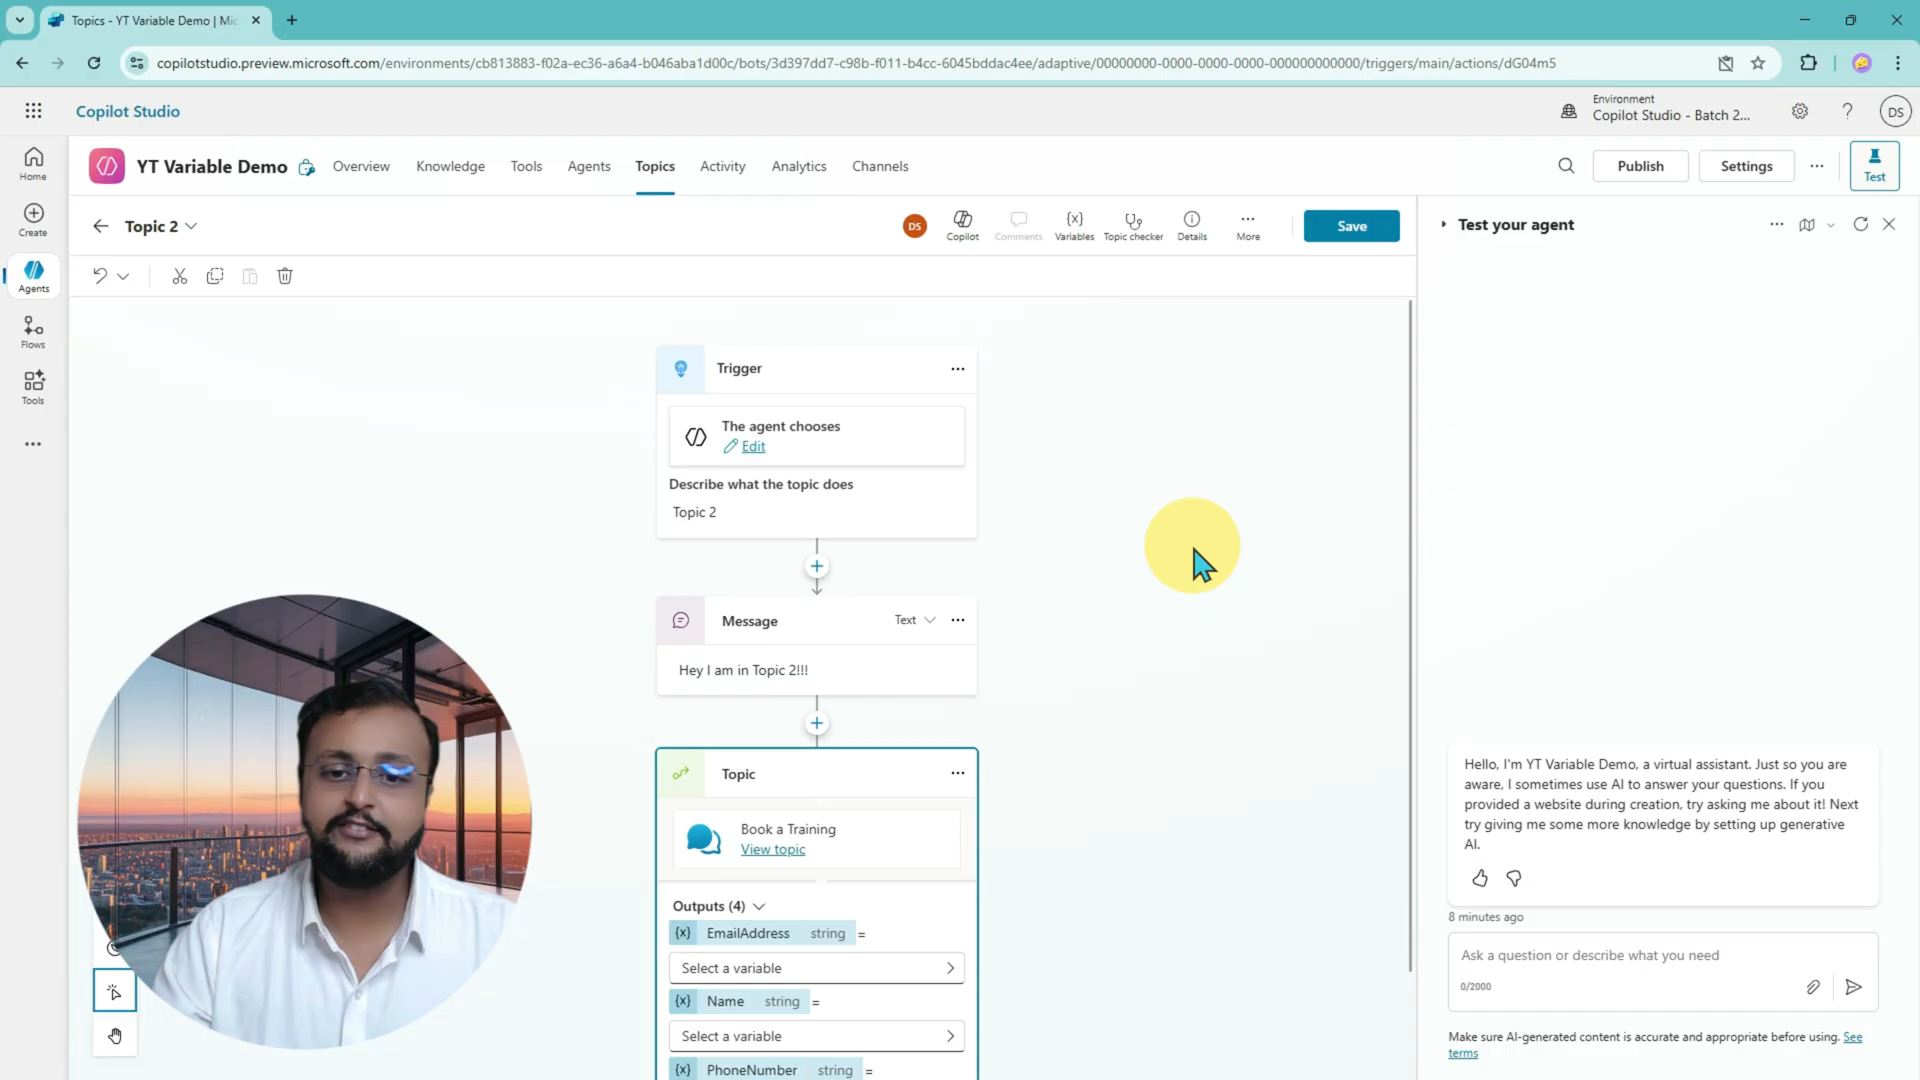 Topics - YT Variable Demo | Mic
copilotstudio.preview.microsoft.com/environments/cb813883-f02a-ec36-a6a4-b046aba1d00c/bots/3d397dd7-c98b-f011-b4cc-6045bddac4ee/adaptive/00000000-0000-0000-0000-000000000000/triggers/main/actions/dG04m5
Copilot Studio
Environment
Copilot Studio - Batch 2...
DS
Home
Create
Agents
Flows
Tools
YT Variable Demo
Overview
Knowledge
Tools
Agents
Topics
Activity
Analytics
Channels
Publish
Settings
Test
Topic 2
DS
Copilot
Comments
Variables
Topic checker
Details
More
Save
Trigger
The agent chooses
Edit
Describe what the topic does
Topic 2
Message
Text
Hey I am in Topic 2!!!
Topic
Book a Training
View topic
Outputs (4)
{x} EmailAddress string =
Select a variable
{x} Name string =
Select a variable
{x} PhoneNumber string =
Test your agent
Hello, I'm YT Variable Demo, a virtual assistant. Just so you are
aware, I sometimes use AI to answer your questions. If you
provided a website during creation, try asking me about it! Next
try giving me some more knowledge by setting up generative
AI.
8 minutes ago
Ask a question or describe what you need
0/2000
Make sure AI-generated content is accurate and appropriate before using. See
terms